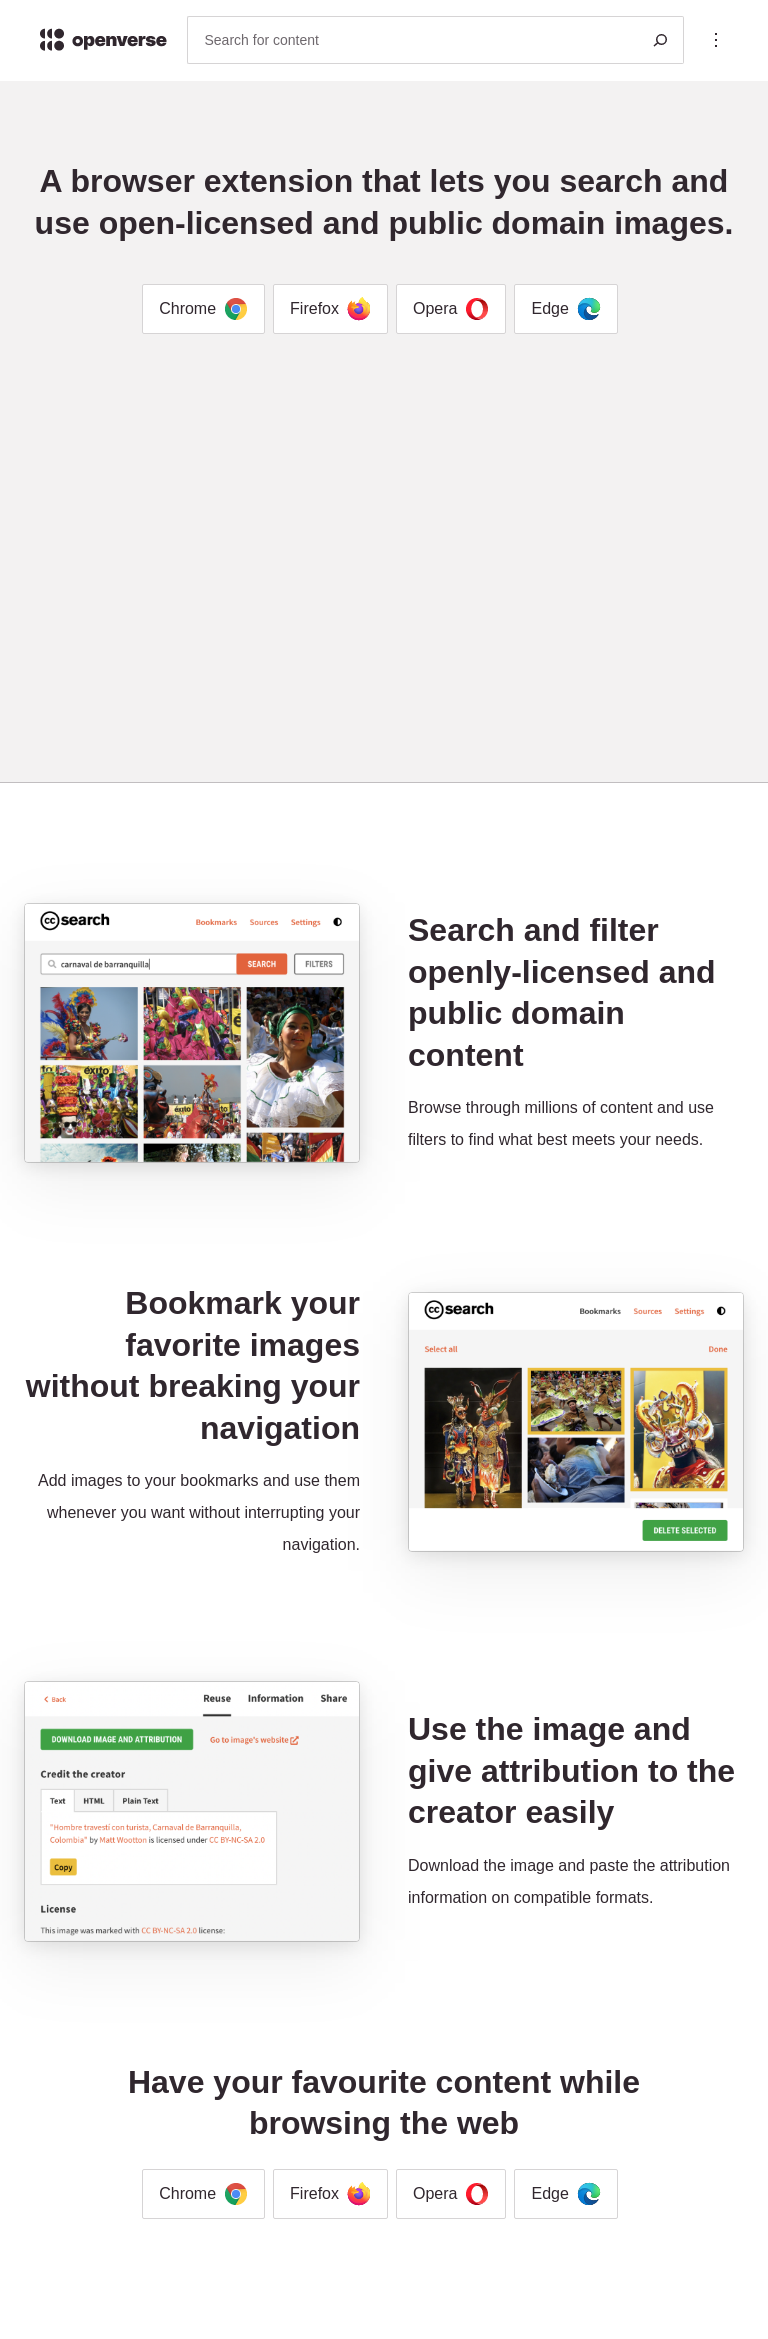 openverse
Search for content
A browser extension that lets you search and
use open-licensed and public domain images.
Chrome
Firefox
Opera
Edge
cc search
Bookmarks
Sources
Settings
carnaval de barranquilla
SEARCH
FILTERS
éxito
éxito
Search and filter
openly-licensed and
public domain
content
Browse through millions of content and use
filters to find what best meets your needs.
Bookmark your
favorite images
without breaking your
navigation
Add images to your bookmarks and use them
whenever you want without interrupting your
navigation.
cc search
Bookmarks
Sources
Settings
Select all
Done
DELETE SELECTED
Back
Reuse
Information
Share
DOWNLOAD IMAGE AND ATTRIBUTION
Go to image's website
Credit the creator
Text
HTML
Plain Text
"Hombre travestí con turista, Carnaval de Barranquilla,
Colombia" by Matt Wootton is licensed under CC BY-NC-SA 2.0
Copy
License
This image was marked with CC BY-NC-SA 2.0 license:
Use the image and
give attribution to the
creator easily
Download the image and paste the attribution
information on compatible formats.
Have your favourite content while
browsing the web
Chrome
Firefox
Opera
Edge